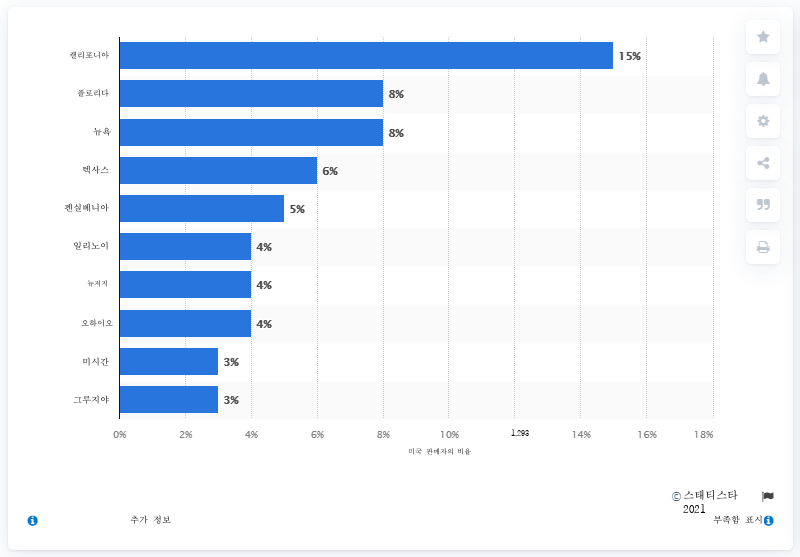 캘리포니아
15%
플로리다
8%
뉴욕
8%
텍사스
6%
펜실베니아
5%
일리노이
4%
뉴저지
4%
오하이오
4%
미시간
3%
그루지야
3%
0% 2% 4% 6% 8% 10% 1,293 14% 16% 18%
미국 판매자의 비율
© 스태티스타
2021
추가 정보
부족함 표시